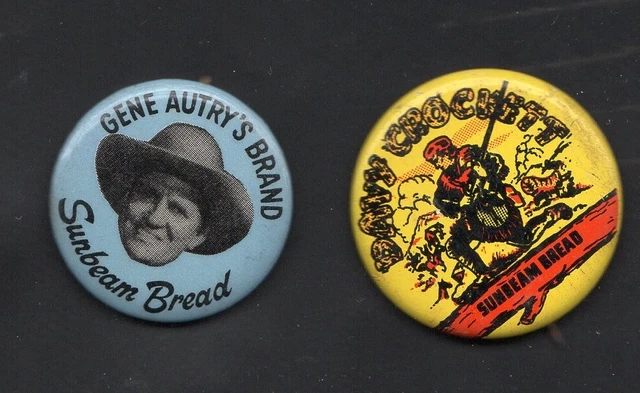 GENE AUTRY'S BRAND
Sunbeam Bread
DAVY CROCKETT
SUNBEAM BREAD